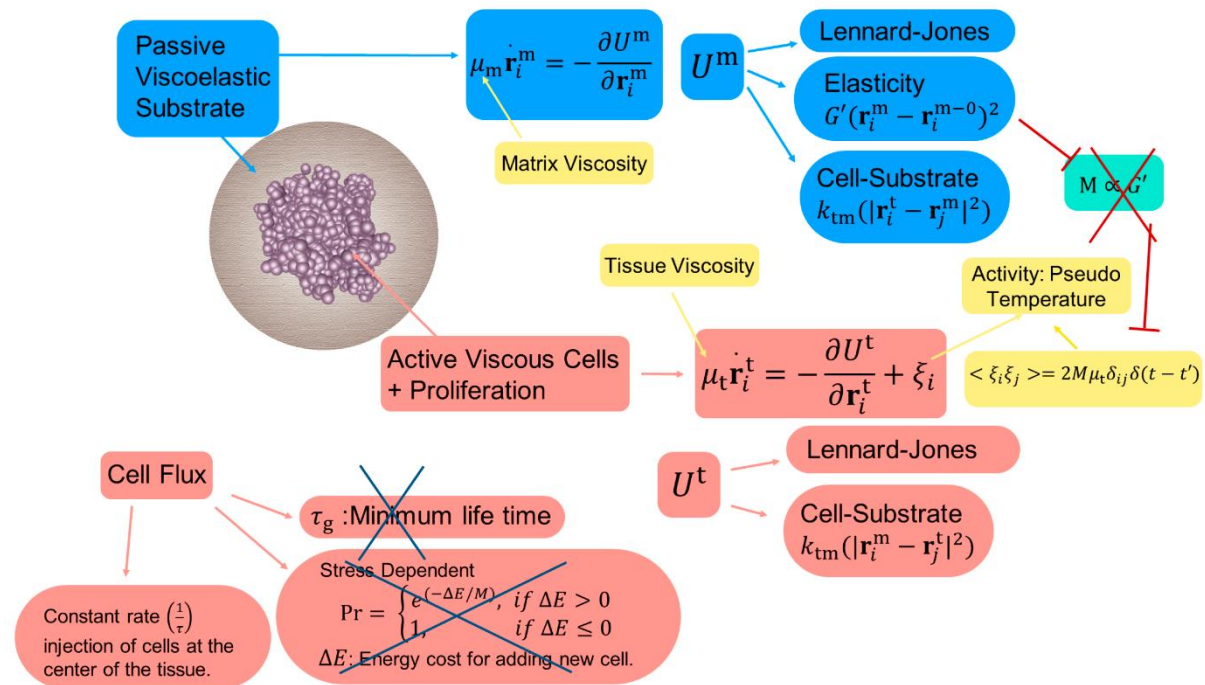 Passive
Viscoelastic
Substrate
μ_m ṙ_i^m = − ∂U^m / ∂r_i^m
U^m
Lennard-Jones
Elasticity
G′(r_i^m − r_i^{m−0})^2
Matrix Viscosity
Cell-Substrate
k_tm(|r_i^t − r_j^m|^2)
M ∝ G′
Tissue Viscosity
Activity: Pseudo
Temperature
Active Viscous Cells
+ Proliferation
μ_t ṙ_i^t = − ∂U^t / ∂r_i^t + ξ_i
< ξ_iξ_j >= 2Mμ_tδ_ijδ(t − t′)
Cell Flux
τ_g :Minimum life time
U^t
Lennard-Jones
Cell-Substrate
k_tm(|r_i^m − r_j^t|^2)
Constant rate (1/τ)
injection of cells at the
center of the tissue.
Stress Dependent
Pr = { e^(−ΔE/M), if ΔE > 0
1, if ΔE ≤ 0
ΔE: Energy cost for adding new cell.